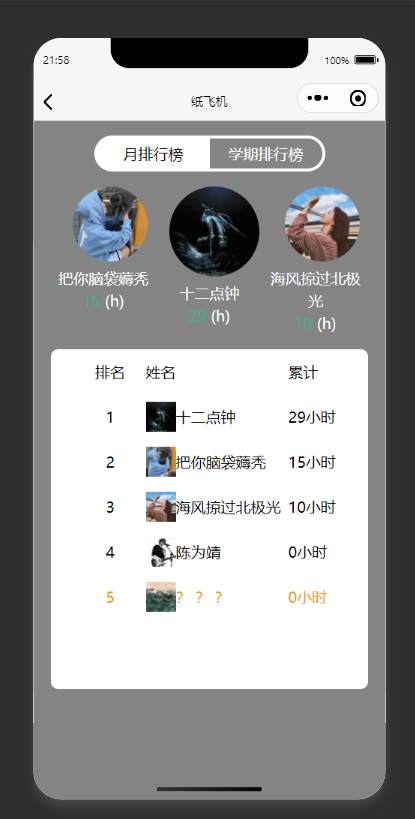 21:58
100%
纸飞机
月排行榜
学期排行榜
把你脑袋薅秃
15 (h)
十二点钟
29 (h)
海风掠过北极
光
10 (h)
排名 姓名 累计
1 十二点钟 29小时
2 把你脑袋薅秃 15小时
3 海风掠过北极光 10小时
4 陈为靖 0小时
5 ? ? ? 0小时